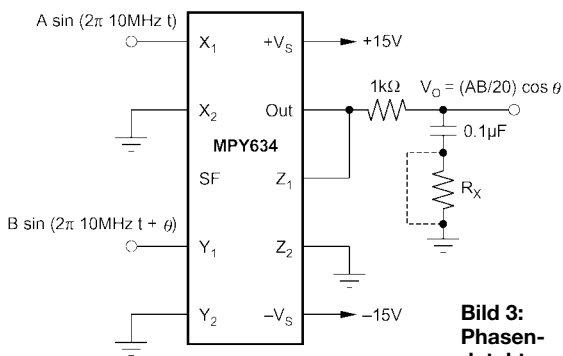 A sin (2π 10MHz t)
X₁
+Vₛ
+15V
1kΩ
V₀ = (AB/20) cos θ
X₂
Out
0.1μF
MPY634
SF
Z₁
Rₓ
B sin (2π 10MHz t + θ)
Y₁
Z₂
Y₂
–Vₛ
–15V
Bild 3:
Phasen-